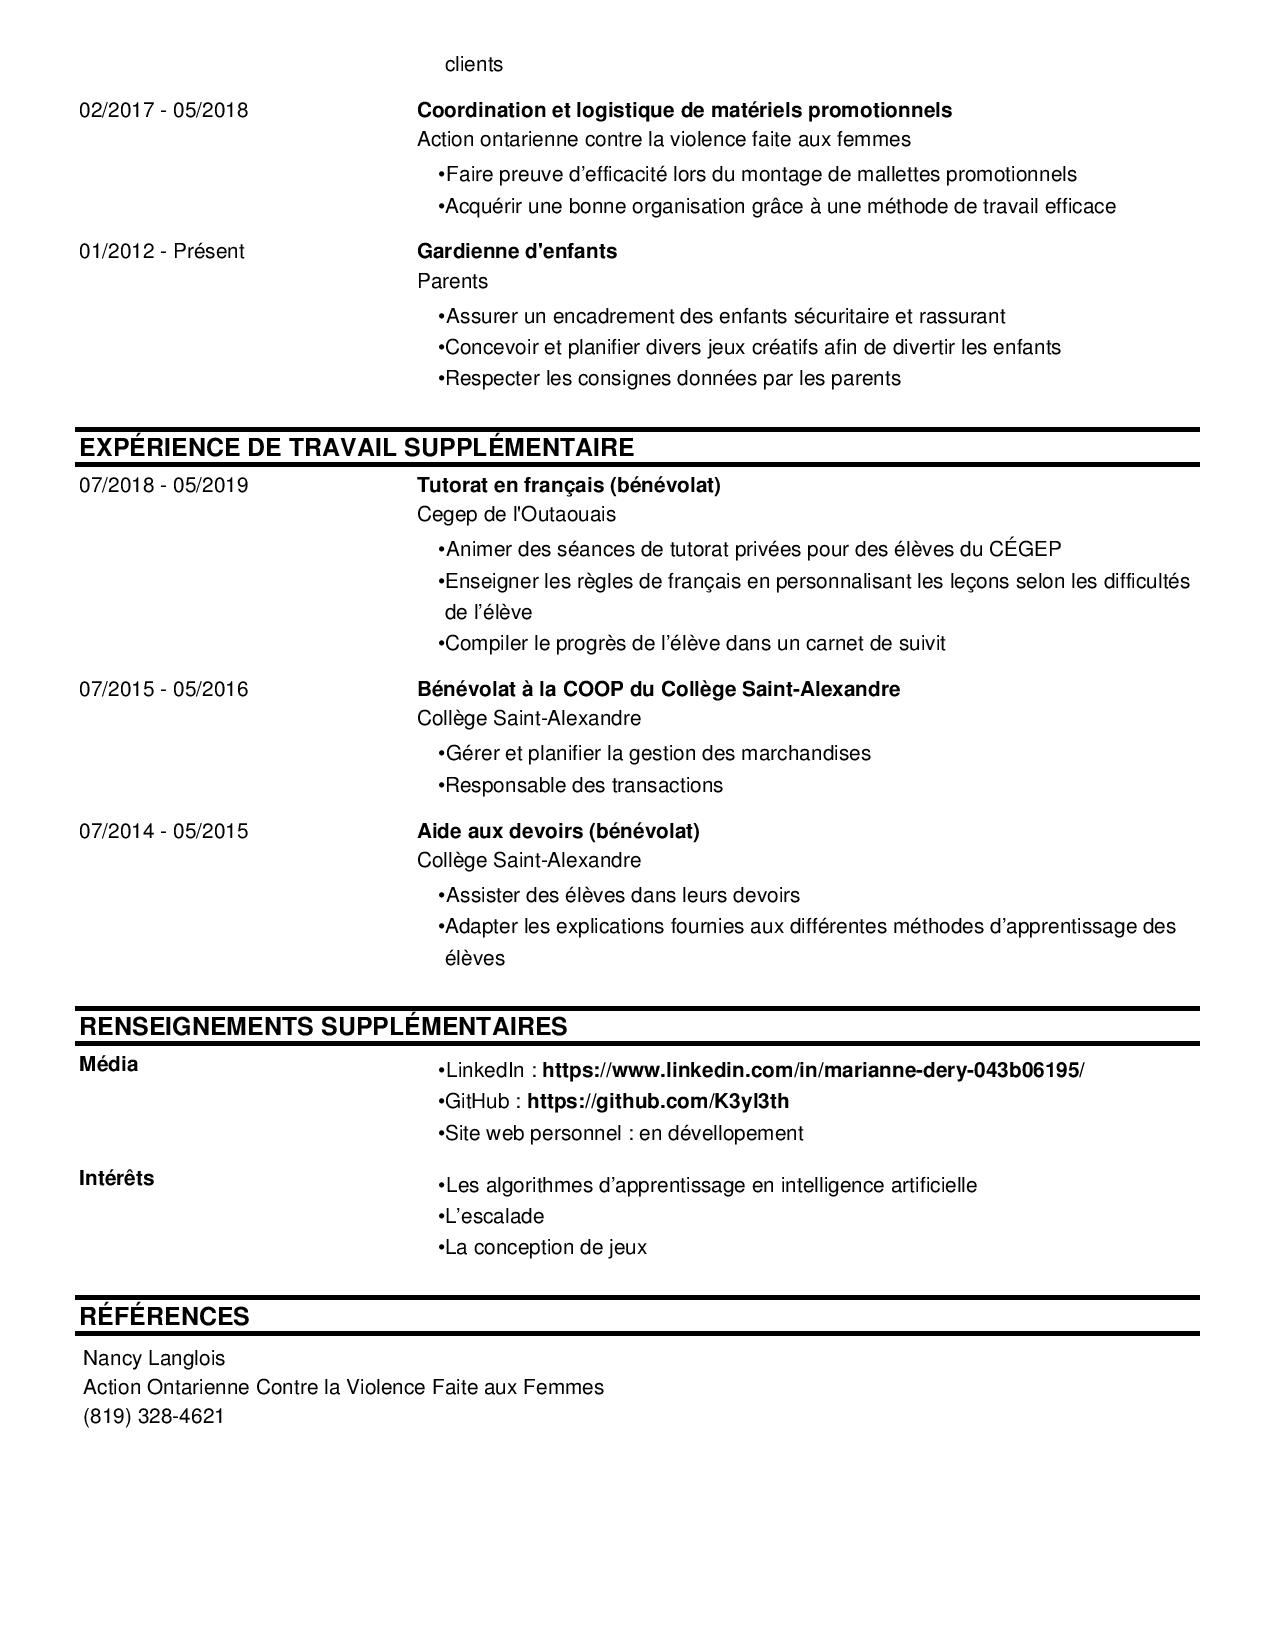 clients
02/2017 - 05/2018 Coordination et logistique de matériels promotionnels
Action ontarienne contre la violence faite aux femmes
•Faire preuve d’efficacité lors du montage de mallettes promotionnels
•Acquérir une bonne organisation grâce à une méthode de travail efficace
01/2012 - Présent Gardienne d'enfants
Parents
•Assurer un encadrement des enfants sécuritaire et rassurant
•Concevoir et planifier divers jeux créatifs afin de divertir les enfants
•Respecter les consignes données par les parents
EXPÉRIENCE DE TRAVAIL SUPPLÉMENTAIRE
07/2018 - 05/2019 Tutorat en français (bénévolat)
Cegep de l'Outaouais
•Animer des séances de tutorat privées pour des élèves du CÉGEP
•Enseigner les règles de français en personnalisant les leçons selon les difficultés
de l’élève
•Compiler le progrès de l’élève dans un carnet de suivit
07/2015 - 05/2016 Bénévolat à la COOP du Collège Saint-Alexandre
Collège Saint-Alexandre
•Gérer et planifier la gestion des marchandises
•Responsable des transactions
07/2014 - 05/2015 Aide aux devoirs (bénévolat)
Collège Saint-Alexandre
•Assister des élèves dans leurs devoirs
•Adapter les explications fournies aux différentes méthodes d’apprentissage des
élèves
RENSEIGNEMENTS SUPPLÉMENTAIRES
Média •LinkedIn : https://www.linkedin.com/in/marianne-dery-043b06195/
•GitHub : https://github.com/K3yl3th
•Site web personnel : en dévellopement
Intérêts •Les algorithmes d’apprentissage en intelligence artificielle
•L’escalade
•La conception de jeux
RÉFÉRENCES
Nancy Langlois
Action Ontarienne Contre la Violence Faite aux Femmes
(819) 328-4621